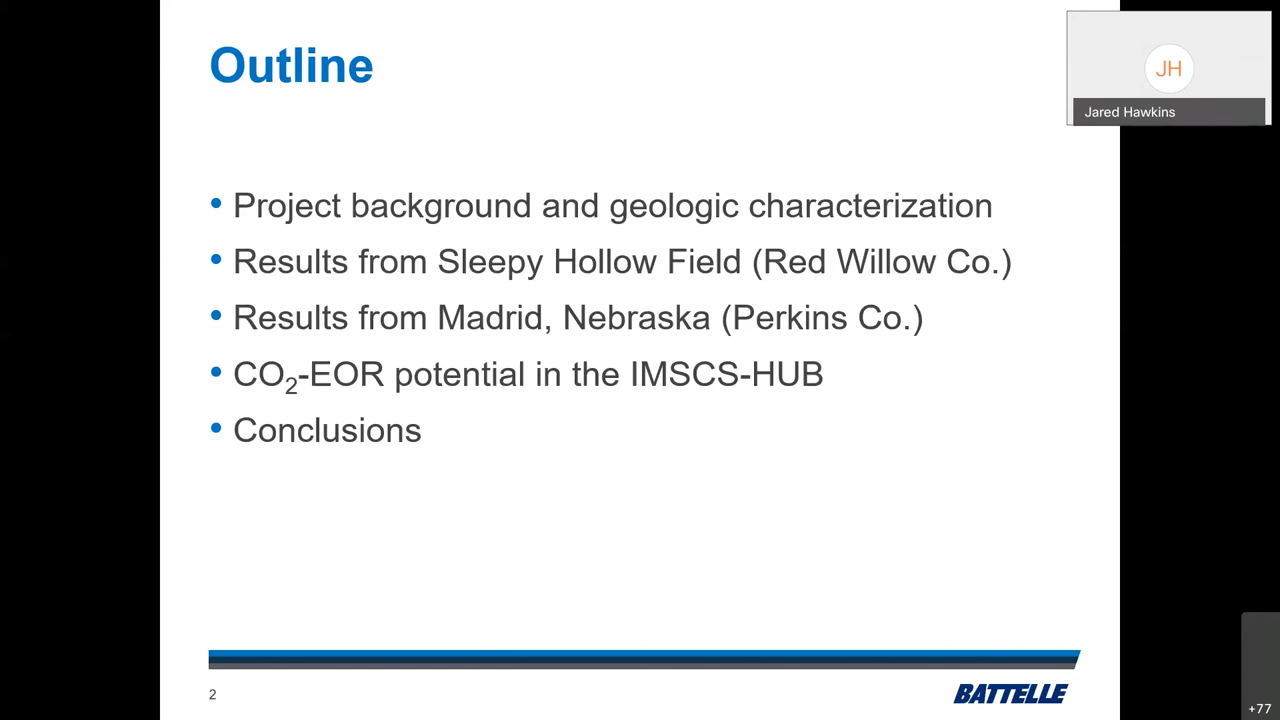 Outline
JH
Jared Hawkins
• Project background and geologic characterization
• Results from Sleepy Hollow Field (Red Willow Co.)
• Results from Madrid, Nebraska (Perkins Co.)
• CO₂-EOR potential in the IMSCS-HUB
• Conclusions
2
BATTELLE
+77